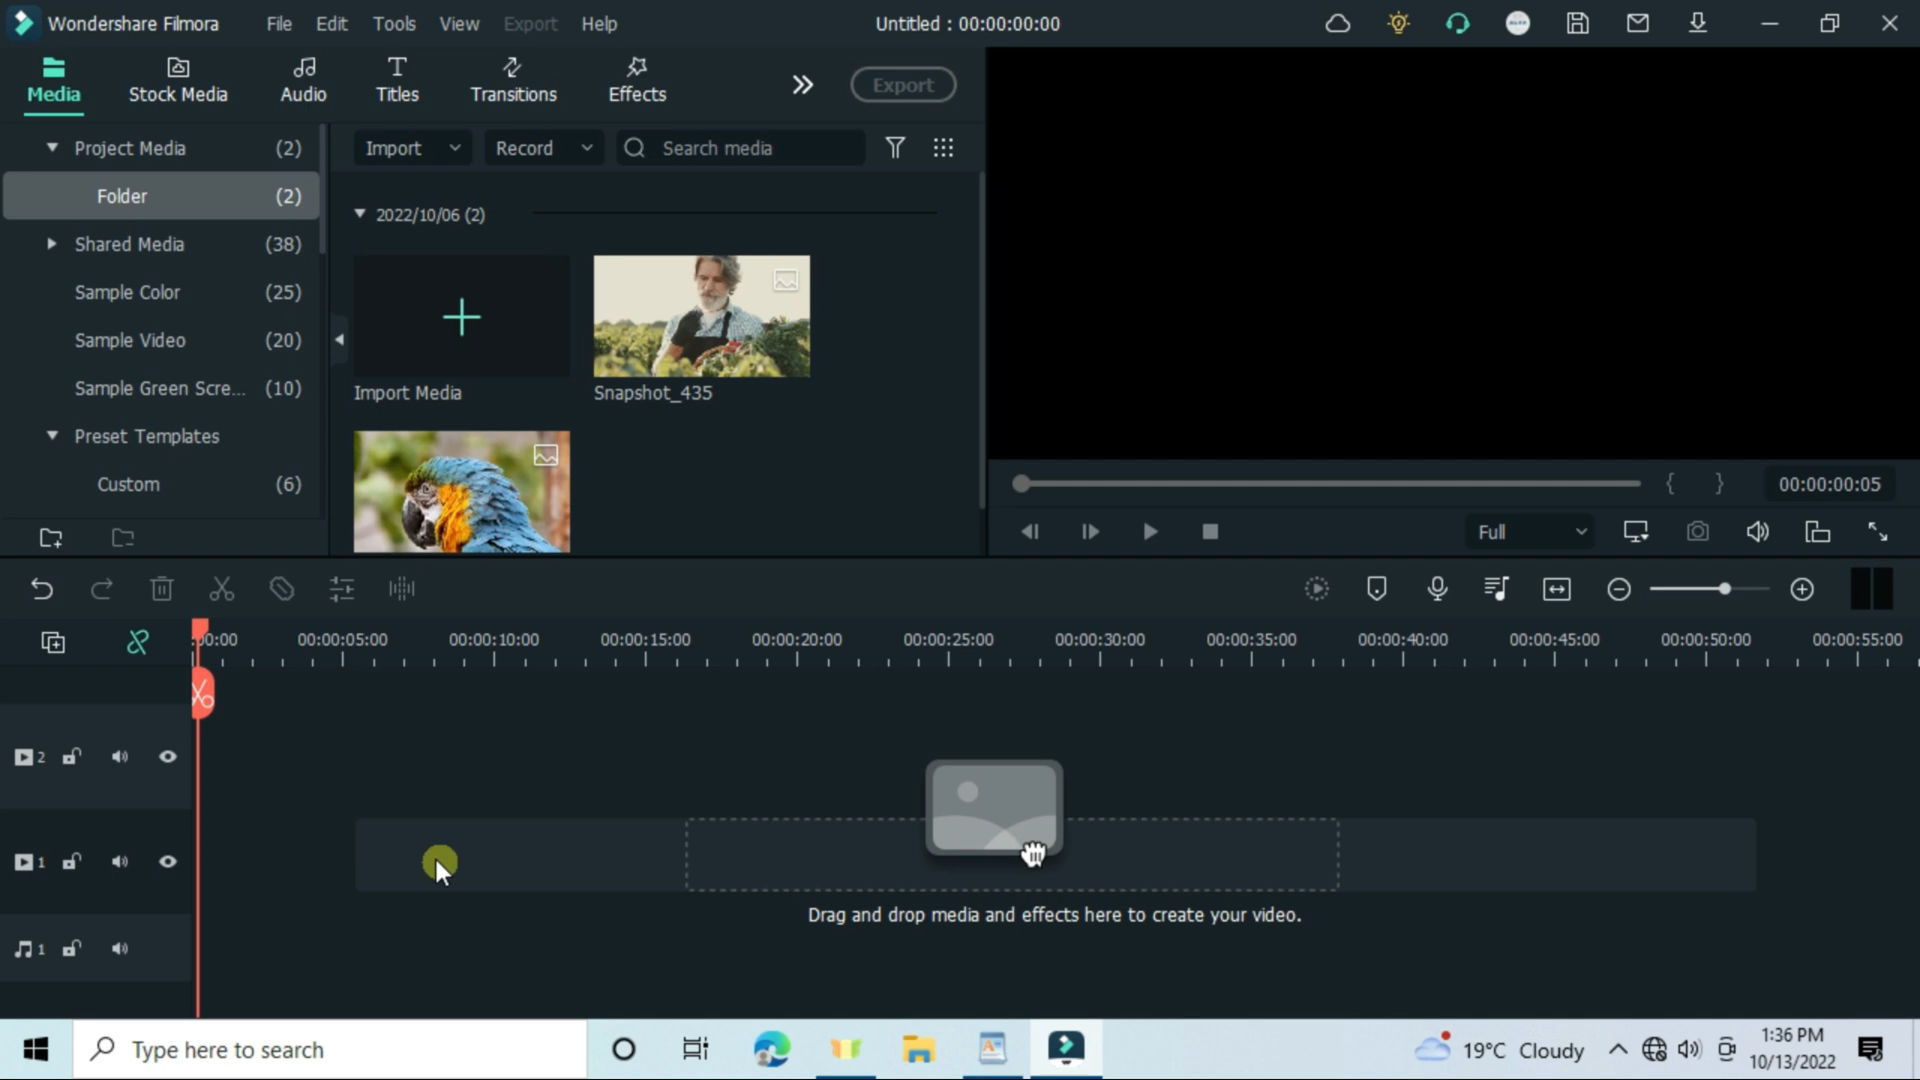 Wondershare Filmora File Edit Tools View Export Help Untitled : 00:00:00:00
Media Stock Media Audio Titles Transitions Effects Export
Project Media (2)
Folder (2)
Shared Media (38)
Sample Color (25)
Sample Video (20)
Sample Green Scre... (10)
Preset Templates
Custom (6)
Import Record Search media
2022/10/06 (2)
Import Media Snapshot_435
00:00:00:05
Full
:00:00 00:00:05:00 00:00:10:00 00:00:15:00 00:00:20:00 00:00:25:00 00:00:30:00 00:00:35:00 00:00:40:00 00:00:45:00 00:00:50:00 00:00:55:00
2
1
Drag and drop media and effects here to create your video.
1
Type here to search 19°C Cloudy 1:36 PM
10/13/2022